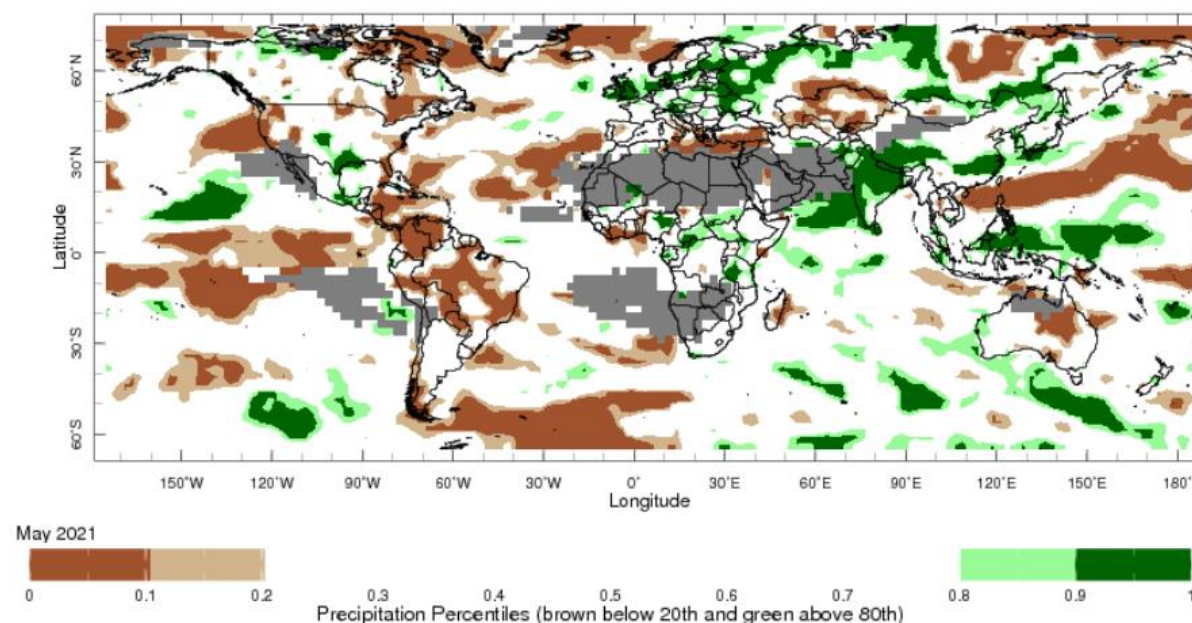 60°N
30°N
0°
30°S
60°S
Latitude
150°W 120°W 90°W 60°W 30°W 0° 30°E 60°E 90°E 120°E 150°E 180°
Longitude
May 2021
0 0.1 0.2 0.3 0.4 0.5 0.6 0.7 0.8 0.9 1
Precipitation Percentiles (brown below 20th and green above 80th)